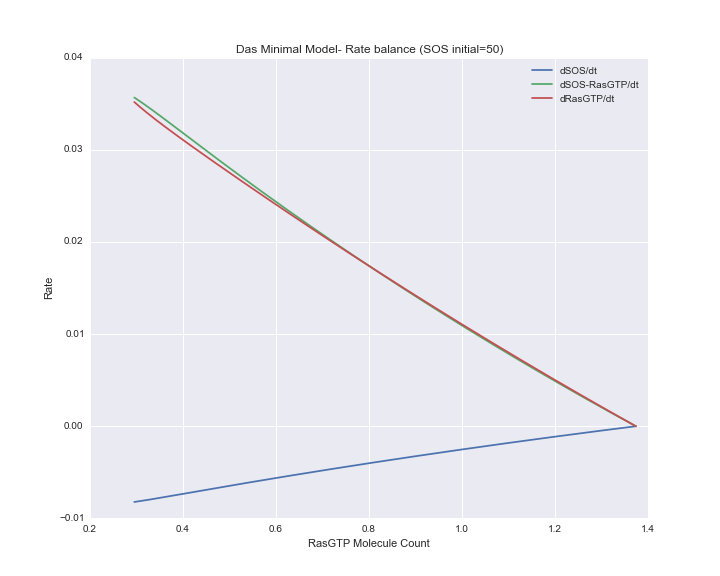 Das Minimal Model- Rate balance (SOS initial=50)
dSOS/dt
dSOS-RasGTP/dt
dRasGTP/dt
0.04
0.03
0.02
0.01
0.00
−0.01
Rate
0.2 0.4 0.6 0.8 1.0 1.2 1.4
RasGTP Molecule Count